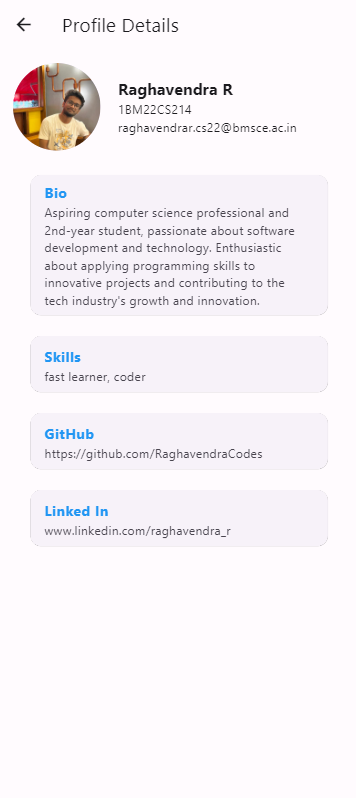 Profile Details
Raghavendra R
1BM22CS214
raghavendrar.cs22@bmsce.ac.in
Bio
Aspiring computer science professional and
2nd-year student, passionate about software
development and technology. Enthusiastic
about applying programming skills to
innovative projects and contributing to the
tech industry's growth and innovation.
Skills
fast learner, coder
GitHub
https://github.com/RaghavendraCodes
Linked In
www.linkedin.com/raghavendra_r